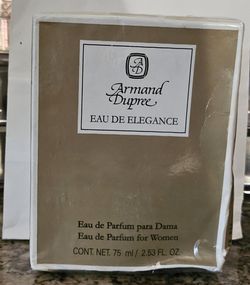 AD
Armand
Dupree
EAU DE ELEGANCE
Eau de Parfum para Dama
Eau de Parfum for Women
CONT. NET. 75 ml / 2.53 FL. OZ.